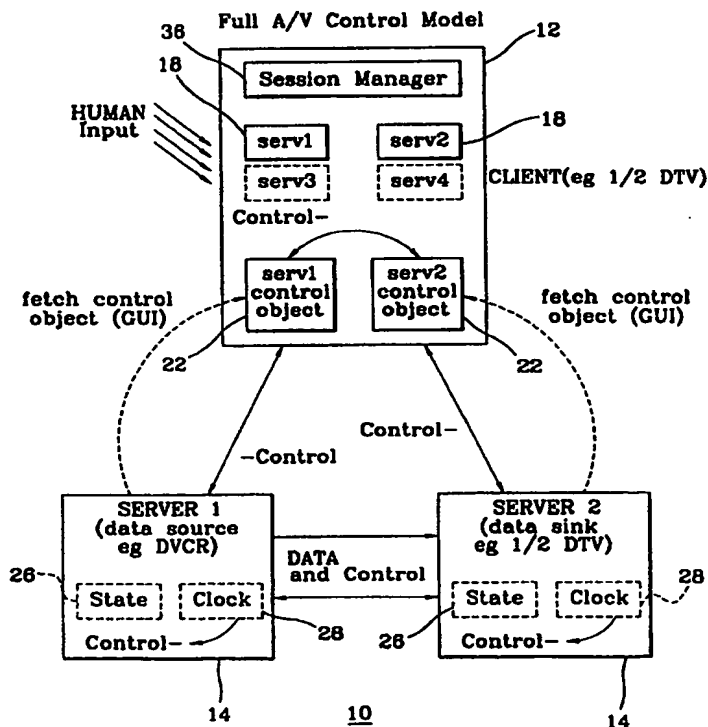 Full A/V Control Model
36
12
Session Manager
18
HUMAN
Input
serv1
serv2
18
serv3
serv4
CLIENT(eg 1/2 DTV)
Control-
serv1
control
object
serv2
control
object
fetch control
object (GUI)
fetch control
object (GUI)
22
22
-Control
Control-
SERVER 1
(data source
eg DVCR)
SERVER 2
(data sink
eg 1/2 DTV)
DATA
and Control
26
State
Clock
28
Control-
State
Clock
28
26
Control-
14
10
14